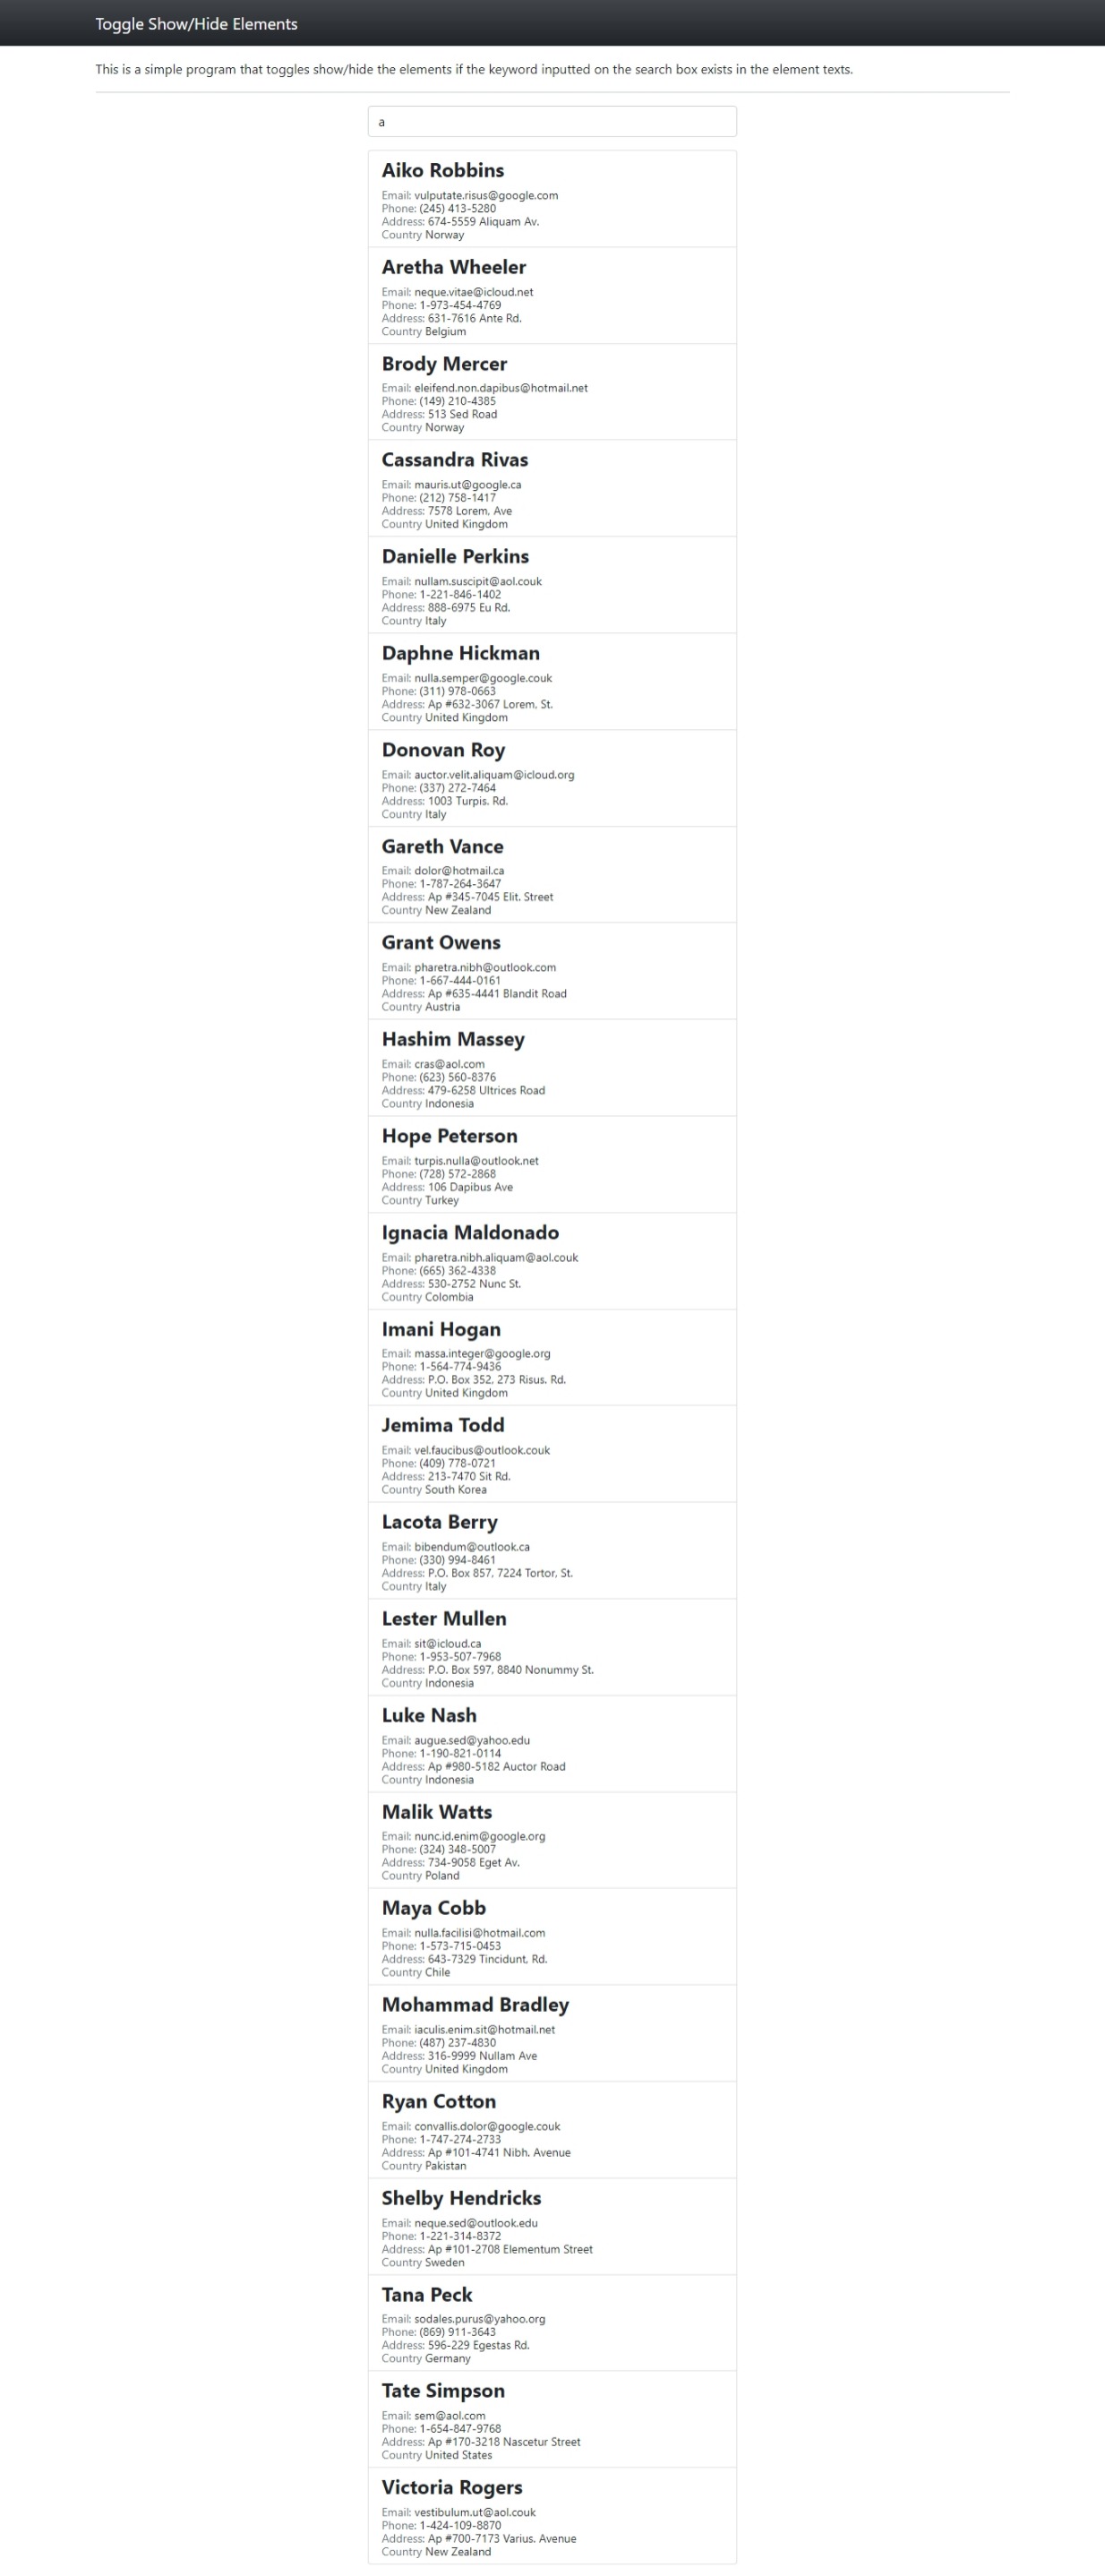 Toggle Show/Hide Elements
This is a simple program that toggles show/hide the elements if the keyword inputted on the search box exists in the element texts.
a
Aiko Robbins
Email: vulputate.risus@google.com
Phone: (245) 413-5280
Address: 674-5559 Aliquam Av.
Country Norway
Aretha Wheeler
Email: neque.vitae@icloud.net
Phone: 1-973-454-4769
Address: 631-7616 Ante Rd.
Country Belgium
Brody Mercer
Email: eleifend.non.dapibus@hotmail.net
Phone: (149) 210-4385
Address: 513 Sed Road
Country Norway
Cassandra Rivas
Email: mauris.ut@google.ca
Phone: (212) 758-1417
Address: 7578 Lorem, Ave
Country United Kingdom
Danielle Perkins
Email: nullam.suscipit@aol.couk
Phone: 1-221-846-1402
Address: 888-6975 Eu Rd.
Country Italy
Daphne Hickman
Email: nulla.semper@google.couk
Phone: (311) 978-0663
Address: Ap #632-3067 Lorem, St.
Country United Kingdom
Donovan Roy
Email: auctor.velit.aliquam@icloud.org
Phone: (337) 272-7464
Address: 1003 Turpis. Rd.
Country Italy
Gareth Vance
Email: dolor@hotmail.ca
Phone: 1-787-264-3647
Address: Ap #345-7045 Elit. Street
Country New Zealand
Grant Owens
Email: pharetra.nibh@outlook.com
Phone: 1-667-444-0161
Address: Ap #635-4441 Blandit Road
Country Austria
Hashim Massey
Email: cras@aol.com
Phone: (623) 560-8376
Address: 479-6258 Ultrices Road
Country Indonesia
Hope Peterson
Email: turpis.nulla@outlook.net
Phone: (728) 572-2868
Address: 106 Dapibus Ave
Country Turkey
Ignacia Maldonado
Email: pharetra.nibh.aliquam@aol.couk
Phone: (665) 362-4338
Address: 530-2752 Nunc St.
Country Colombia
Imani Hogan
Email: massa.integer@google.org
Phone: 1-564-774-9436
Address: P.O. Box 352, 273 Risus. Rd.
Country United Kingdom
Jemima Todd
Email: vel.faucibus@outlook.couk
Phone: (409) 778-0721
Address: 213-7470 Sit Rd.
Country South Korea
Lacota Berry
Email: bibendum@outlook.ca
Phone: (330) 994-8461
Address: P.O. Box 857, 7224 Tortor, St.
Country Italy
Lester Mullen
Email: sit@icloud.ca
Phone: 1-953-507-7968
Address: P.O. Box 597, 8840 Nonummy St.
Country Indonesia
Luke Nash
Email: augue.sed@yahoo.edu
Phone: 1-190-821-0114
Address: Ap #980-5182 Auctor Road
Country Indonesia
Malik Watts
Email: nunc.id.enim@google.org
Phone: (324) 348-5007
Address: 734-9058 Eget Av.
Country Poland
Maya Cobb
Email: nulla.facilisi@hotmail.com
Phone: 1-573-715-0453
Address: 643-7329 Tincidunt, Rd.
Country Chile
Mohammad Bradley
Email: iaculis.enim.sit@hotmail.net
Phone: (487) 237-4830
Address: 316-9999 Nullam Ave
Country United Kingdom
Ryan Cotton
Email: convallis.dolor@google.couk
Phone: 1-747-274-2733
Address: Ap #101-4741 Nibh. Avenue
Country Pakistan
Shelby Hendricks
Email: neque.sed@outlook.edu
Phone: 1-221-314-8372
Address: Ap #101-2708 Elementum Street
Country Sweden
Tana Peck
Email: sodales.purus@yahoo.org
Phone: (869) 911-3643
Address: 596-229 Egestas Rd.
Country Germany
Tate Simpson
Email: sem@aol.com
Phone: 1-654-847-9768
Address: Ap #170-3218 Nascetur Street
Country United States
Victoria Rogers
Email: vestibulum.ut@aol.couk
Phone: 1-424-109-8870
Address: Ap #700-7173 Varius. Avenue
Country New Zealand